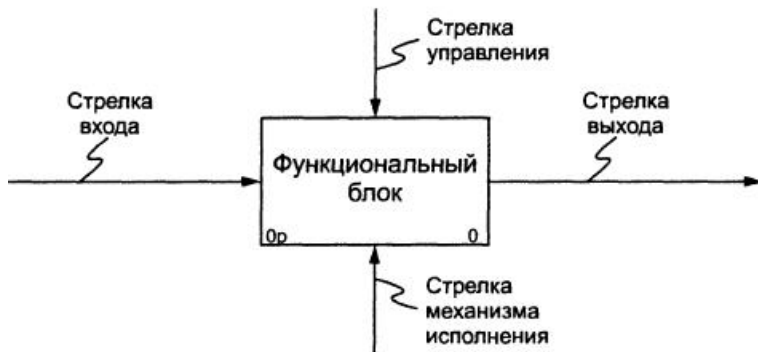 Стрелка
управления
Стрелка
входа
Стрелка
выхода
Функциональный
блок
0р 0
Стрелка
механизма
исполнения